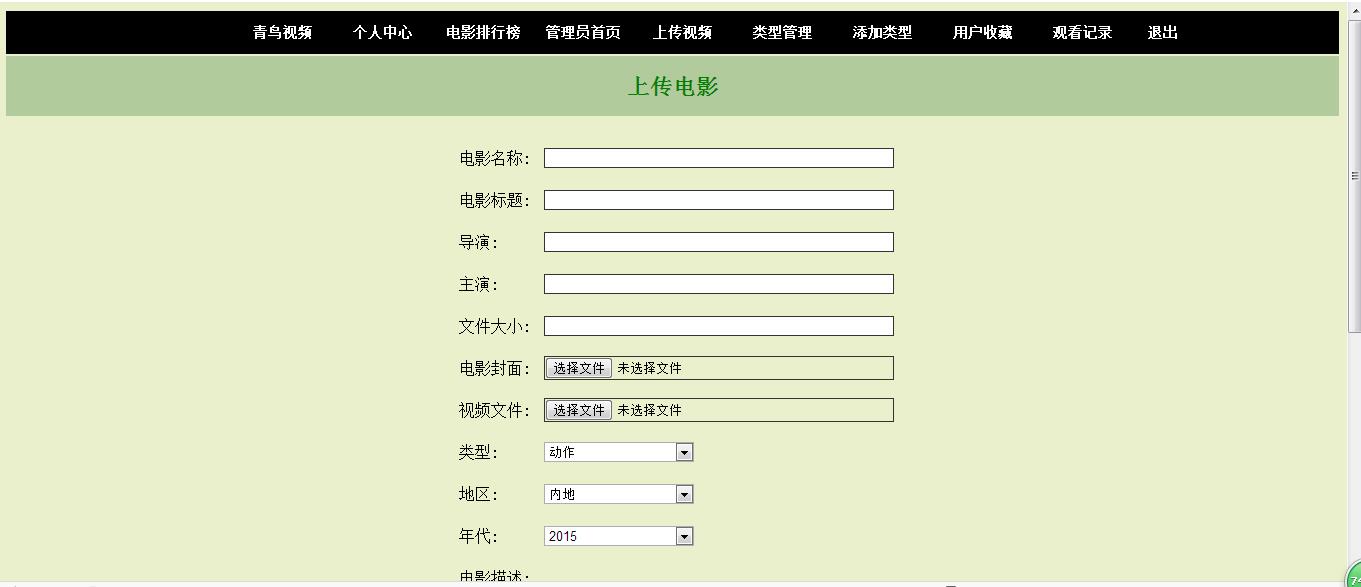 青鸟视频 个人中心 电影排行榜 管理员首页 上传视频 类型管理 添加类型 用户收藏 观看记录 退出
上传电影
电影名称:
电影标题:
导演:
主演:
文件大小:
电影封面: 选择文件 未选择文件
视频文件: 选择文件 未选择文件
类型: 动作
地区: 内地
年代: 2015
电影描述: